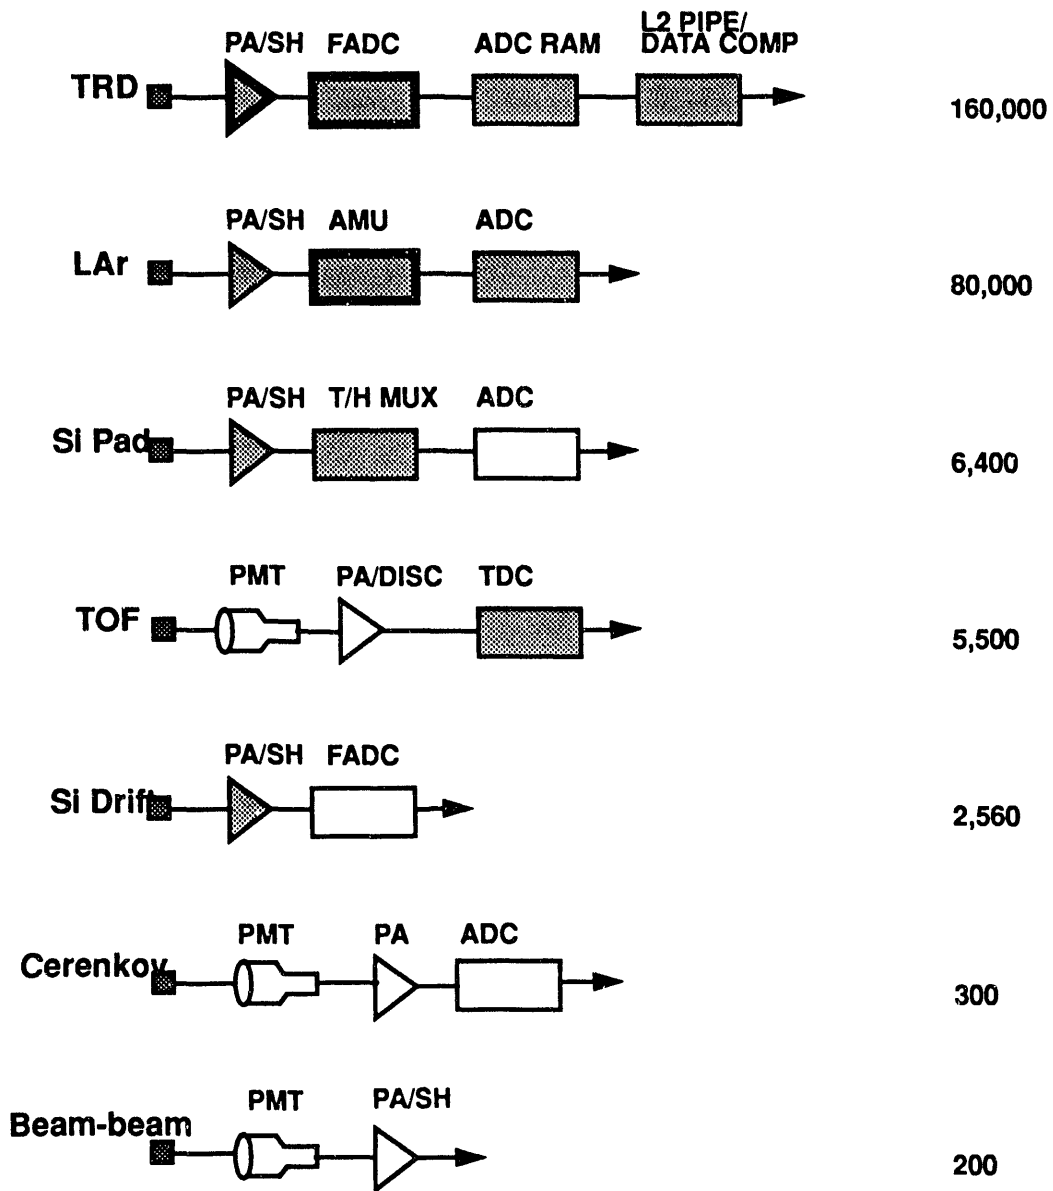 L2 PIPE/
PA/SH FADC ADC RAM DATA COMP
TRD
160,000
PA/SH AMU ADC
LAr
80,000
PA/SH T/H MUX ADC
Si Pad
6,400
PMT PA/DISC TDC
TOF
5,500
PA/SH FADC
Si Drift
2,560
PMT PA ADC
Cerenkov
300
PMT PA/SH
Beam-beam
200